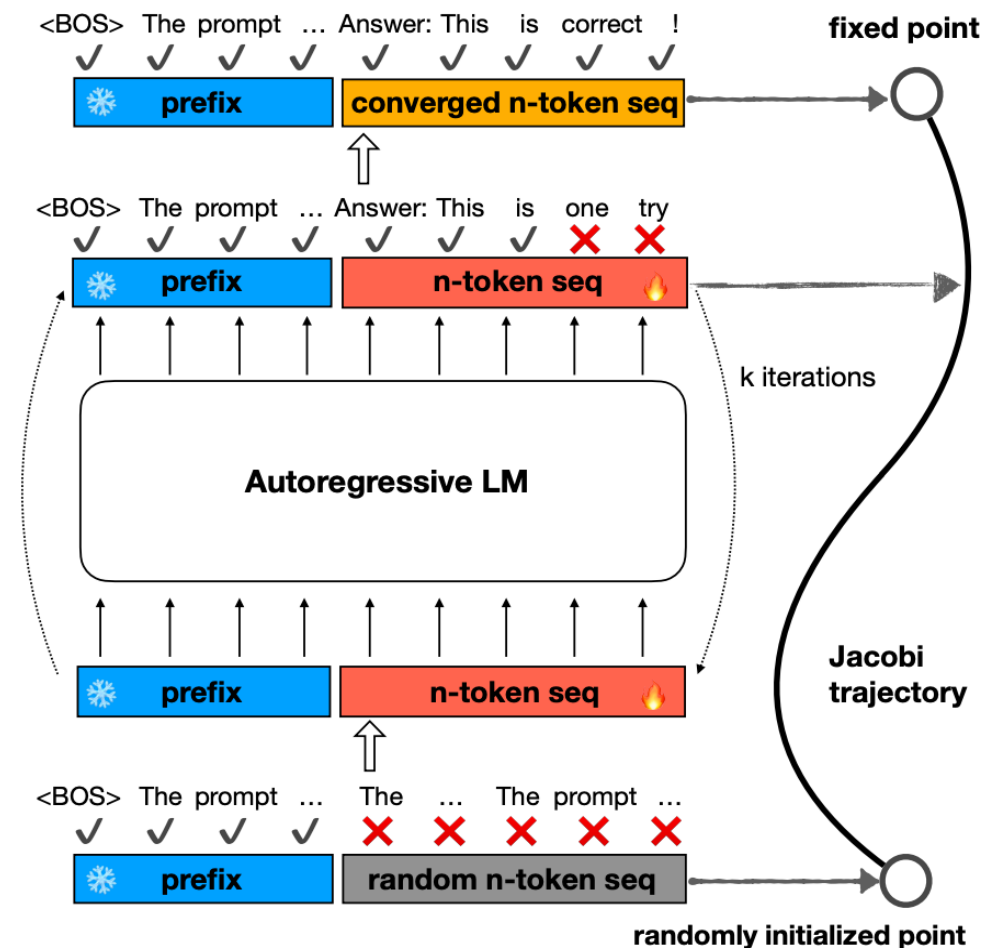 <BOS> The prompt ... Answer: This is correct !
fixed point
prefix
converged n-token seq
<BOS> The prompt ... Answer: This is one try
prefix
n-token seq
k iterations
Autoregressive LM
Jacobi
trajectory
prefix
n-token seq
<BOS> The prompt ... The ... The prompt ...
prefix
random n-token seq
randomly initialized point